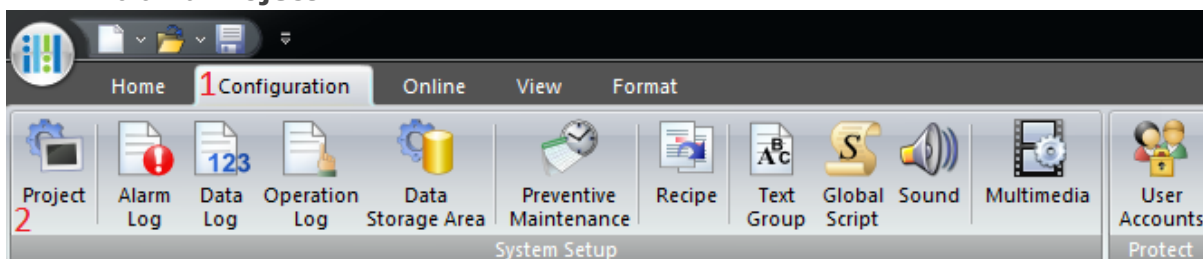 Home 1 Configuration Online View Format
Project Alarm Log Data Log Operation Log Data Storage Area Preventive Maintenance Recipe Text Group Global Script Sound Multimedia User Accounts
2
System Setup Protect